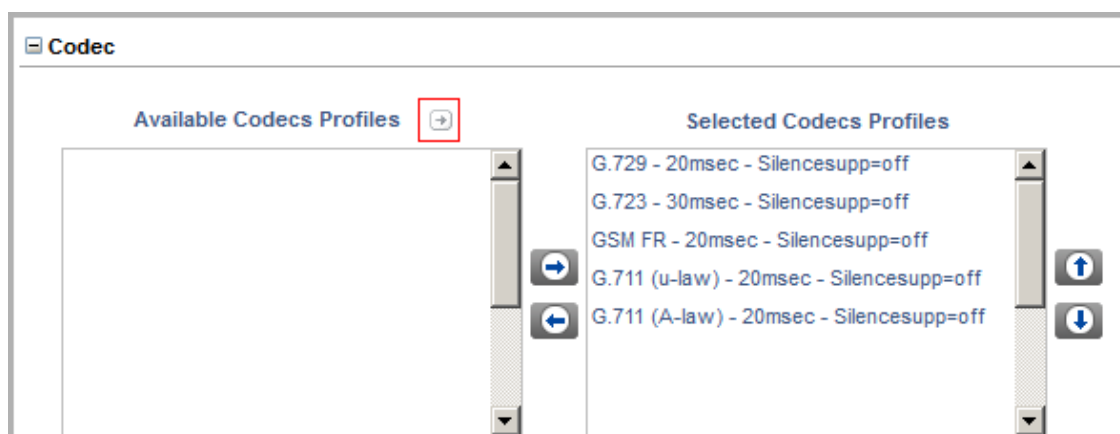 Codec
Available Codecs Profiles
Selected Codecs Profiles
G.729 - 20msec - Silencesupp=off
G.723 - 30msec - Silencesupp=off
GSM FR - 20msec - Silencesupp=off
G.711 (u-law) - 20msec - Silencesupp=off
G.711 (A-law) - 20msec - Silencesupp=off